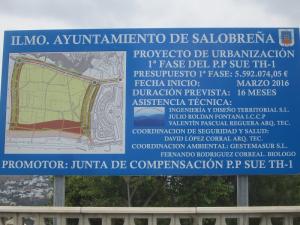 ILMO. AYUNTAMIENTO DE SALOBREÑA
PROYECTO DE URBANIZACIÓN
1ª FASE DEL P.P SUE TH-1
PRESUPUESTO 1ª FASE: 5.592.074,05 €
FECHA INICIO: MARZO 2016
DURACIÓN PREVISTA: 16 MESES
ASISTENCIA TÉCNICA:
INGENIERÍA Y DISEÑO TERRITORIAL S.L.
JULIO ROLDAN FONTANA I.C.C.P
VALENTÍN PASCUAL REGUERA ARQ. TEC.
COORDINACION DE SEGURIDAD Y SALUD:
DAVID LÓPEZ CORRAL ARQ. TEC.
COORDINACION AMBIENTAL: GESTEMASUR S.L.
FERNANDO RODRIGUEZ CORREAL BIOLOGO
PROMOTOR: JUNTA DE COMPENSACIÓN P.P SUE TH-1